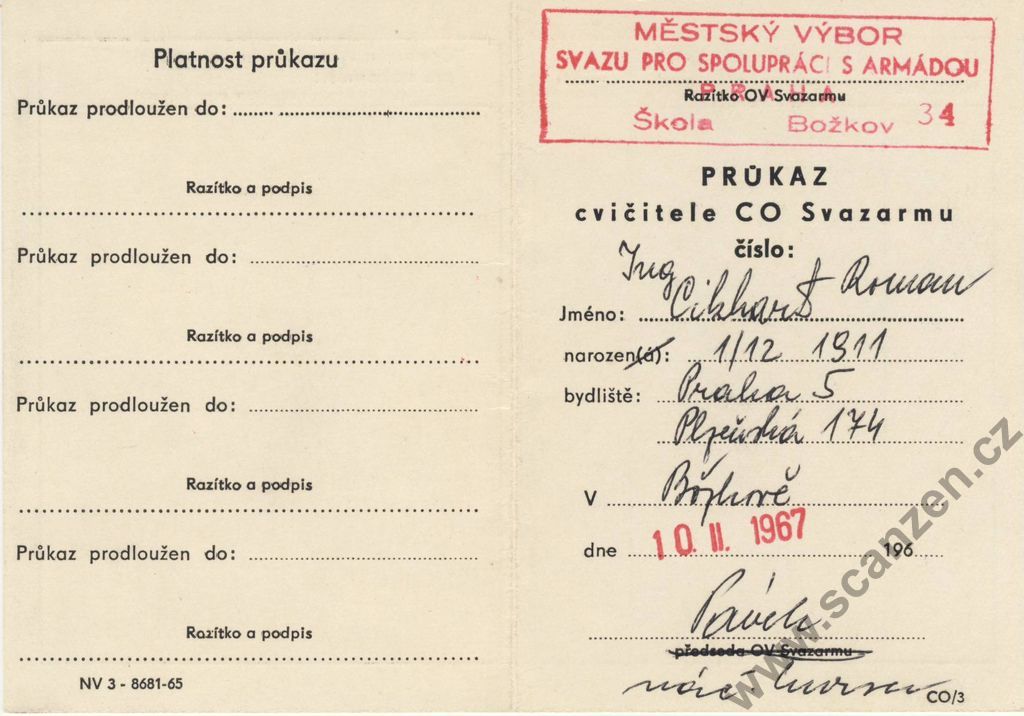 Platnost průkazu
Průkaz prodloužen do:
Razítko a podpis
Průkaz prodloužen do:
Razítko a podpis
Průkaz prodloužen do:
Razítko a podpis
Průkaz prodloužen do:
Razítko a podpis
NV 3 - 8681-65
MĚSTSKÝ VÝBOR
SVAZU PRO SPOLUPRÁCI S ARMÁDOU
Razítko OV Svazarmu
PRAHA
Škola Božkov 34
PRŮKAZ
cvičitele CO Svazarmu
číslo:
Ing
Jméno: Cikhart Roman
narozen(á): 1/12 1911
bydliště: Praha 5
Plzeňská 174
V Božkově
dne 10. II. 1967 196
předseda OV Svazarmu
CO/3
www.scanzen.cz